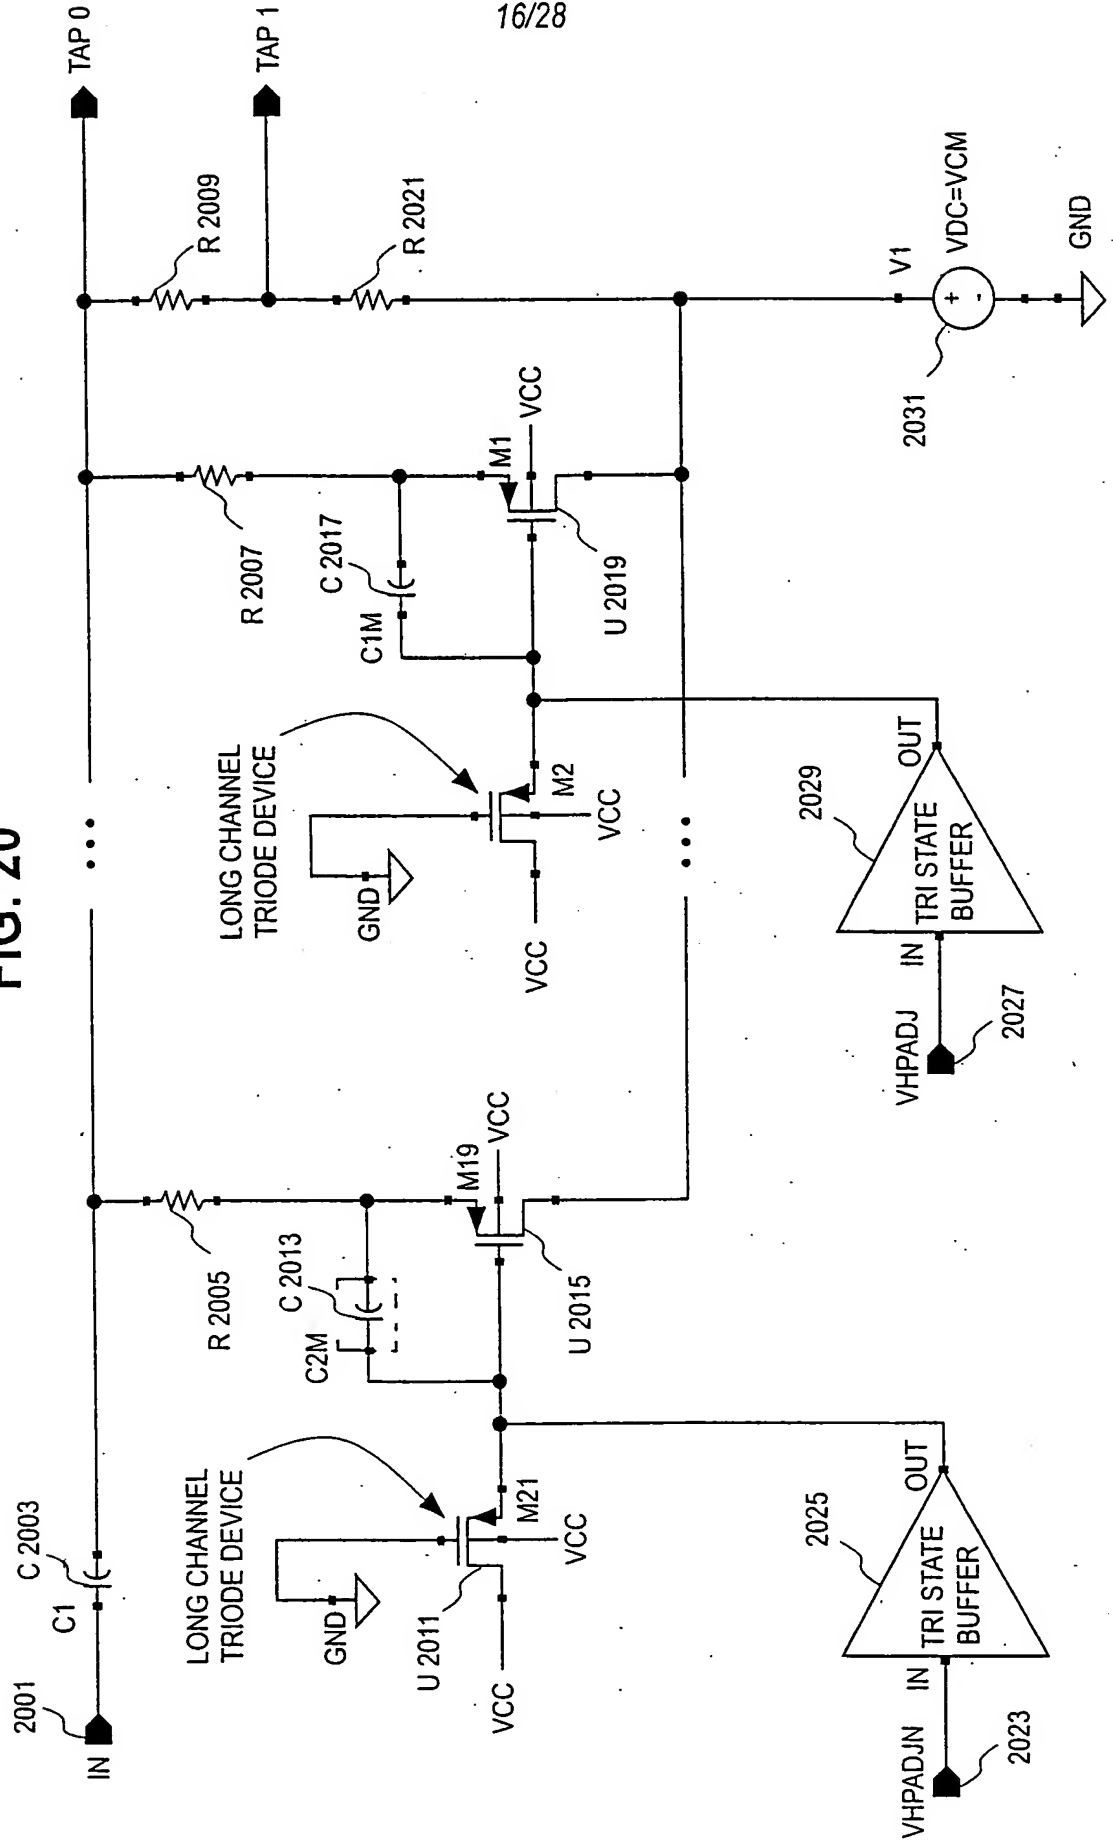 16/28
FIG. 20
TAP 0
TAP 1
R 2009
R 2021
V1
VDC=VCM
2031
GND
R 2007
C 2017
C1M
M1
VCC
U 2019
LONG CHANNEL
TRIODE DEVICE
GND
M2
VCC
VCC
OUT
2029
TRI STATE
BUFFER
IN
VHPADJ
2027
R 2005
C 2013
C2M
M19
VCC
U 2015
LONG CHANNEL
TRIODE DEVICE
GND
M21
VCC
U 2011
VCC
OUT
2025
TRI STATE
BUFFER
IN
VHPADJN
2023
C 2003
C1
2001
IN
+
-